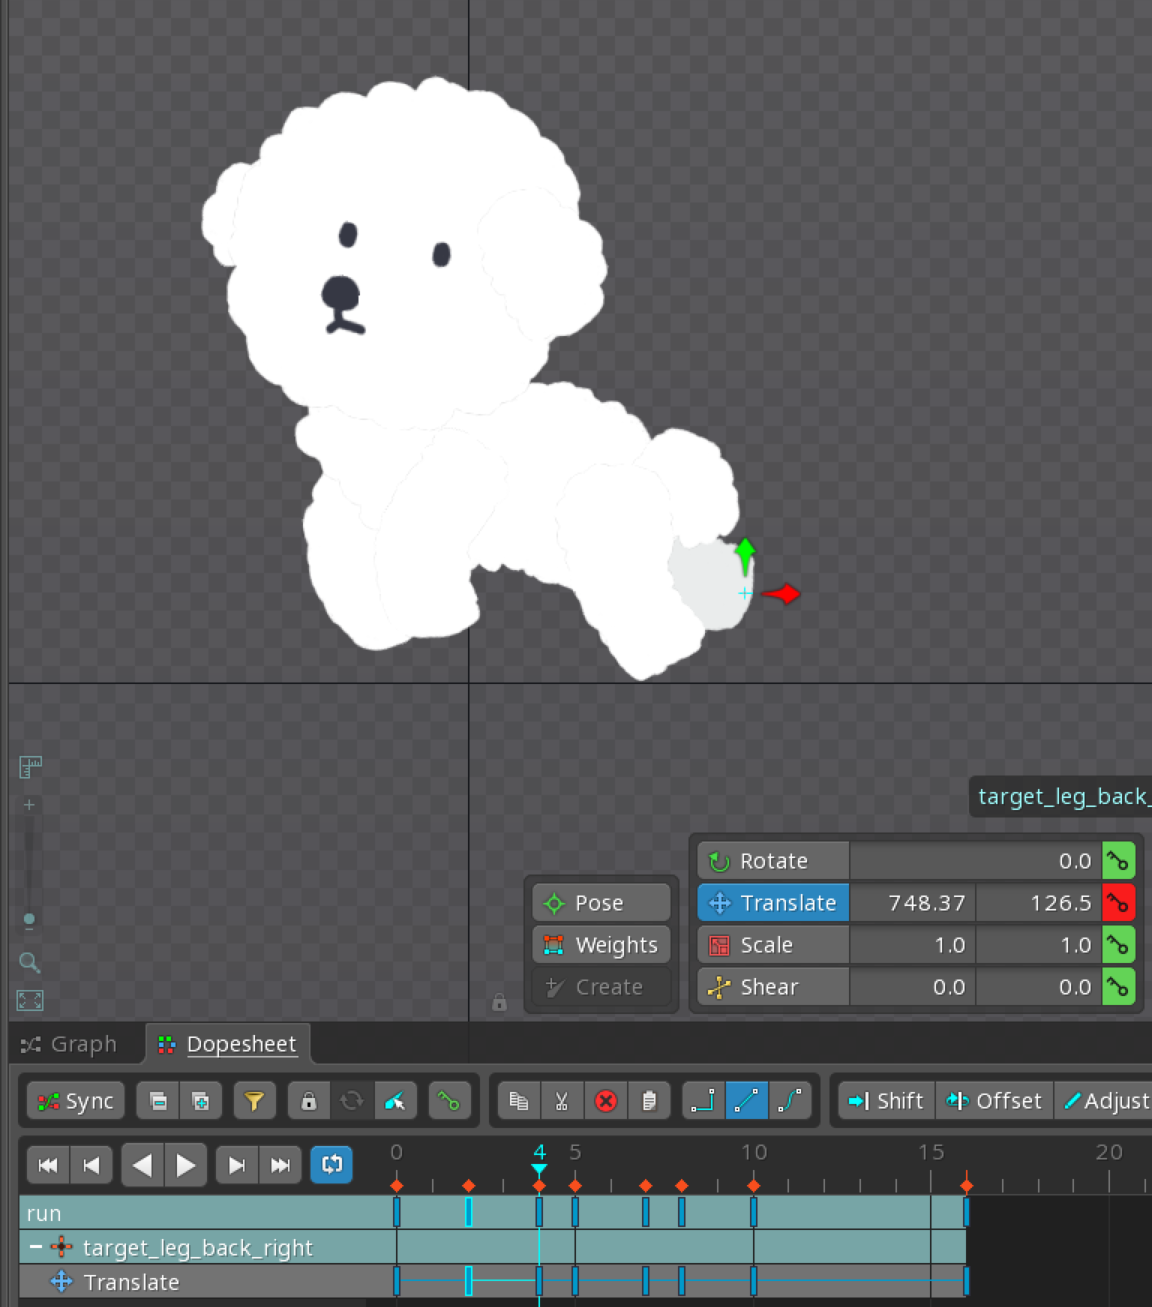 target_leg_back_
Rotate 0.0
Pose Translate 748.37 126.5
Weights Scale 1.0 1.0
Create Shear 0.0 0.0
Graph Dopesheet
Sync Shift Offset Adjust
0 4 5 10 15 20
run
target_leg_back_right
Translate